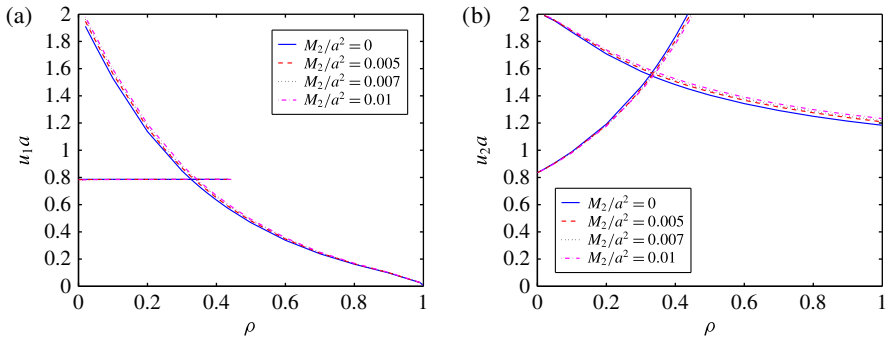 (a)
2
1.8
1.6
1.4
1.2
1
0.8
0.6
0.4
0.2
0
u₁a
M₂/a² = 0
M₂/a² = 0.005
M₂/a² = 0.007
M₂/a² = 0.01
0.2 0.4 0.6 0.8 1
ρ
(b)
2
1.8
1.6
1.4
1.2
1
0.8
0.6
0.4
0.2
0
u₂a
M₂/a² = 0
M₂/a² = 0.005
M₂/a² = 0.007
M₂/a² = 0.01
0 0.2 0.4 0.6 0.8 1
ρ